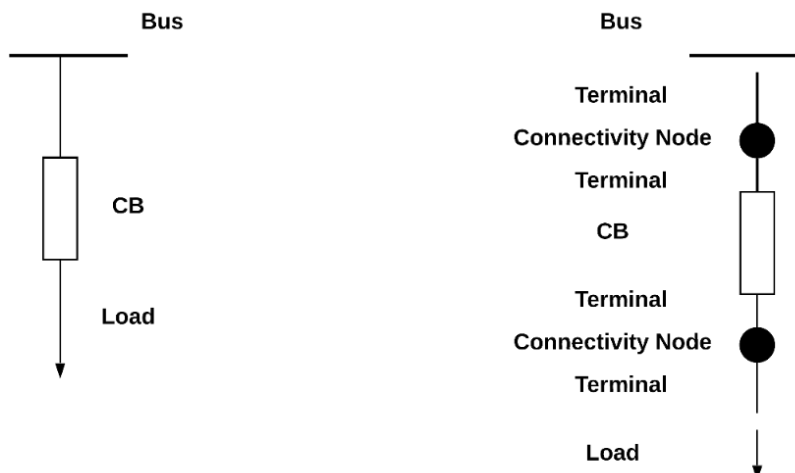 Bus
CB
Load
Bus
Terminal
Connectivity Node
Terminal
CB
Terminal
Connectivity Node
Terminal
Load